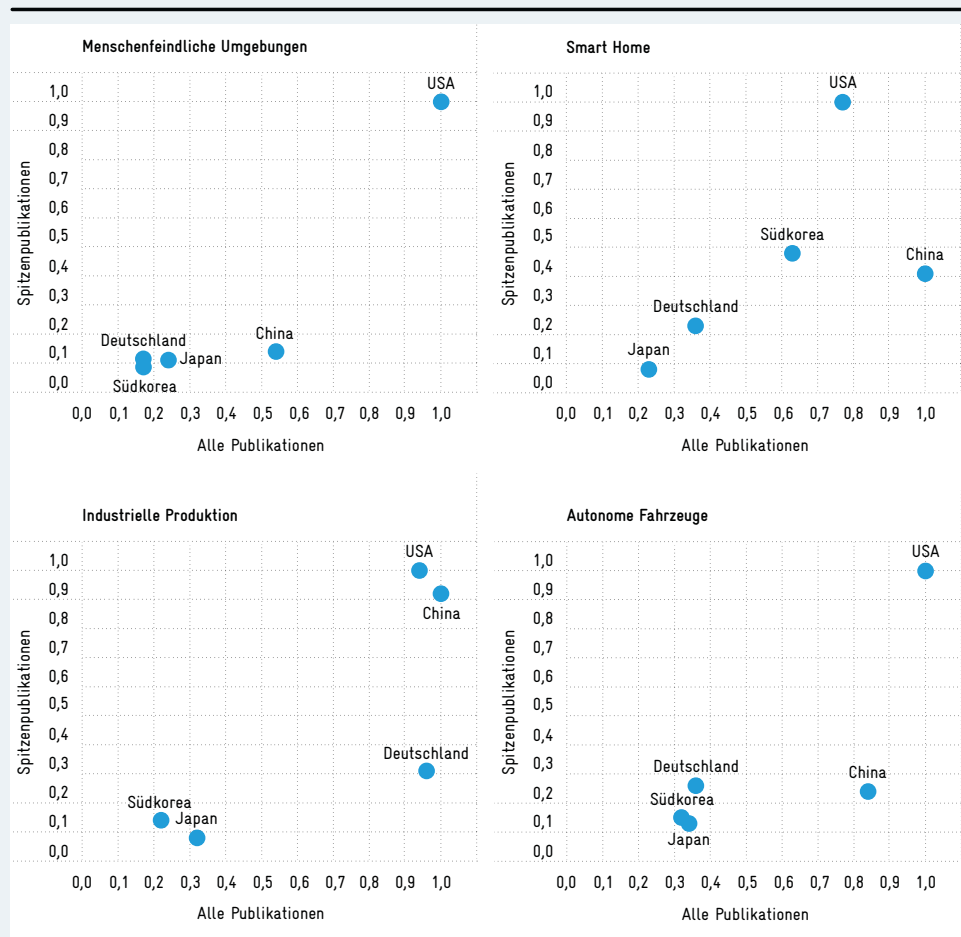 Menschenfeindliche Umgebungen
USA
1,0
0,9
0,8
0,7
0,6
0,5
0,4
0,3
0,2
0,1
0,0
Spitzenpublikationen
China
Deutschland
Japan
Südkorea
0,0 0,1 0,2 0,3 0,4 0,5 0,6 0,7 0,8 0,9 1,0
Alle Publikationen
Smart Home
USA
1,0
0,9
0,8
0,7
0,6
0,5
0,4
0,3
0,2
0,1
0,0
Spitzenpublikationen
Südkorea
China
Deutschland
Japan
0,0 0,1 0,2 0,3 0,4 0,5 0,6 0,7 0,8 0,9 1,0
Alle Publikationen
Industrielle Produktion
USA
1,0
0,9
0,8
0,7
0,6
0,5
0,4
0,3
0,2
0,1
0,0
Spitzenpublikationen
China
Deutschland
Südkorea
Japan
0,0 0,1 0,2 0,3 0,4 0,5 0,6 0,7 0,8 0,9 1,0
Alle Publikationen
Autonome Fahrzeuge
USA
1,0
0,9
0,8
0,7
0,6
0,5
0,4
0,3
0,2
0,1
0,0
Spitzenpublikationen
Deutschland
China
Südkorea
Japan
0,0 0,1 0,2 0,3 0,4 0,5 0,6 0,7 0,8 0,9 1,0
Alle Publikationen